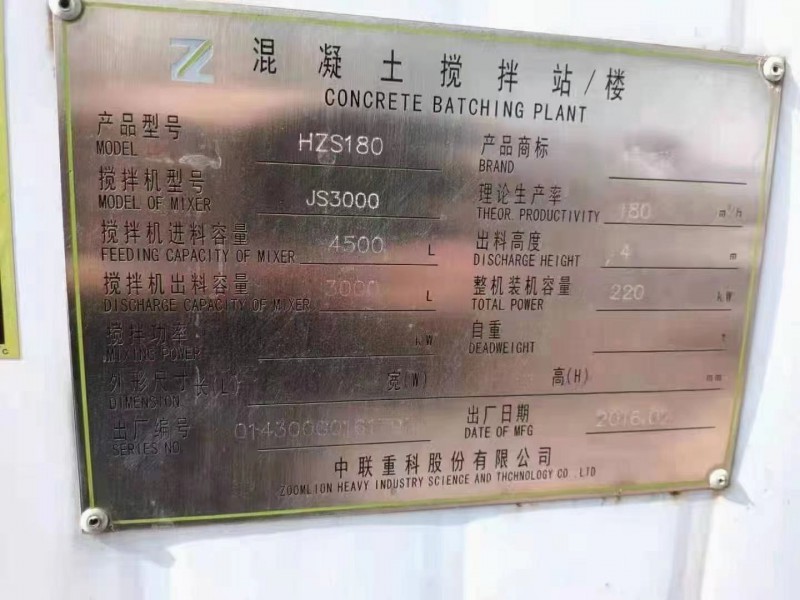 混凝土搅拌站/楼
CONCRETE BATCHING PLANT
产品型号 HZS180 产品商标
MODEL BRAND
搅拌机型号 JS3000 理论生产率 180 m³/h
MODEL OF MIXER THEOR. PRODUCTIVITY
搅拌机进料容量 4500 L 出料高度 4 m
FEEDING CAPACITY OF MIXER DISCHARGE HEIGHT
搅拌机出料容量 3000 L 整机装机容量 220 kW
DISCHARGE CAPACITY OF MIXER TOTAL POWER
搅拌功率 kW 自重 t
MIXING POWER DEADWEIGHT
外形尺寸长(L) 宽(W) 高(H) mm
DIMENSION
出厂编号 出厂日期
SERIES NO. DATE OF MFG
中联重科股份有限公司
ZOOMLION HEAVY INDUSTRY SCIENCE AND THCHNOLOGY CO.,LTD